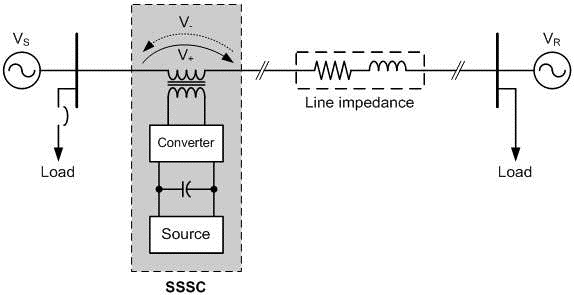 V-
VS
V+
VR
Line impedance
Converter
Load
Load
Source
SSSC